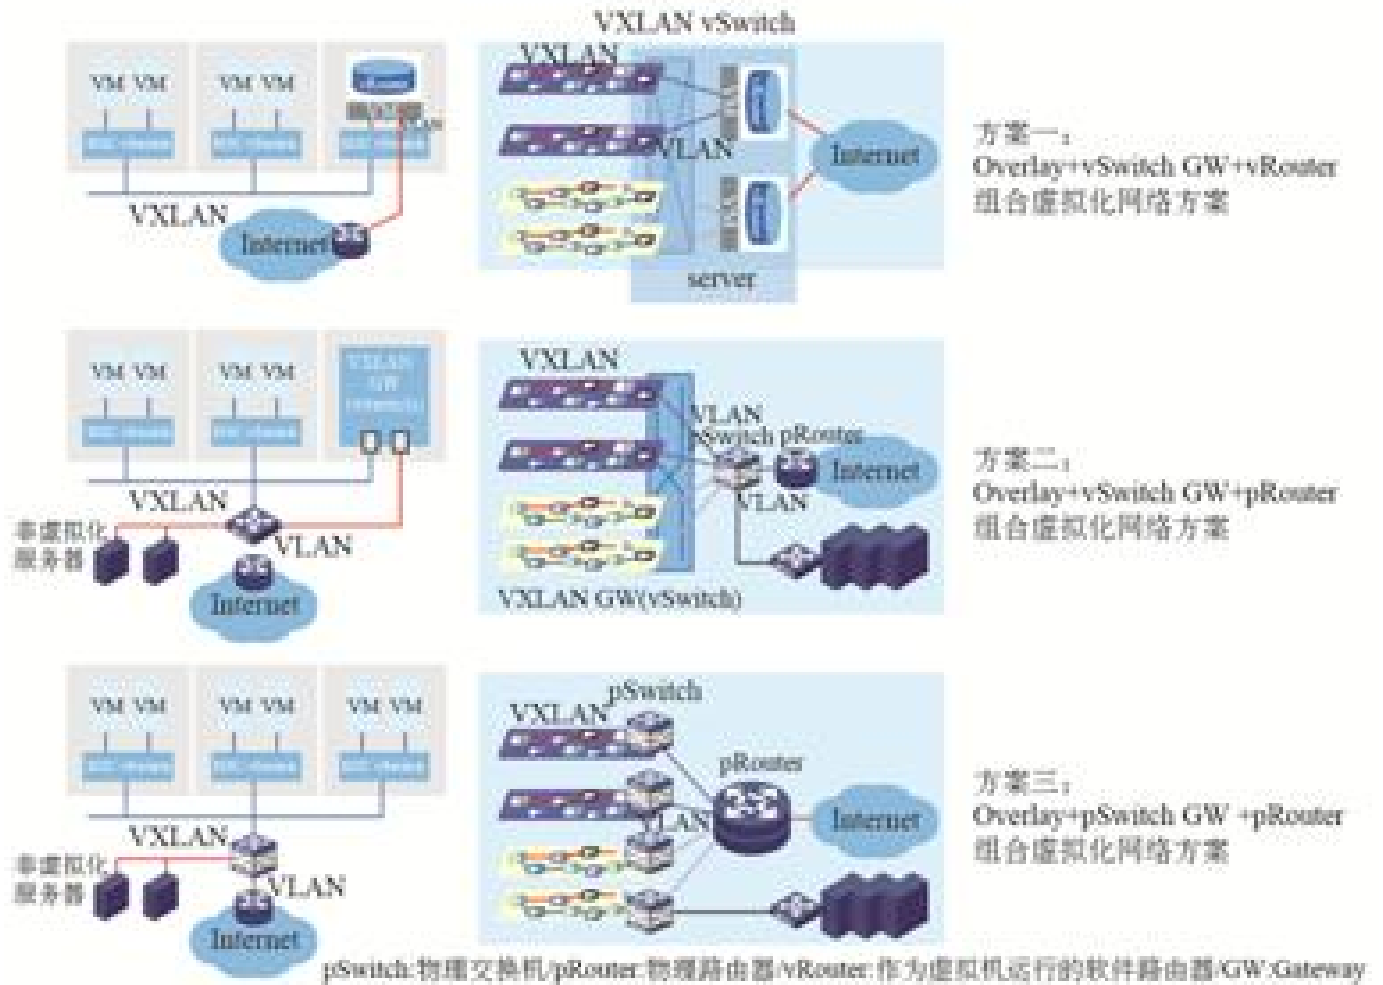 VXLAN vSwitch
VM VM
VM VM
VLAN
VXLAN
Internet
VXLAN
VLAN
Internet
server
方案一：
Overlay+vSwitch GW+vRouter
组合虚拟化网络方案
VM VM
VM VM
VXLAN
GW
VXLAN
非虚拟化
服务器
VLAN
Internet
VXLAN
VLAN
pSwitch pRouter
Internet
VLAN
VXLAN GW(vSwitch)
方案二：
Overlay+vSwitch GW+pRouter
组合虚拟化网络方案
VM VM
VM VM
VM VM
VXLAN
非虚拟化
服务器
VLAN
Internet
pSwitch
VXLAN
pRouter
VLAN
Internet
方案三：
Overlay+pSwitch GW +pRouter
组合虚拟化网络方案
pSwitch:物理交换机/pRouter:物理路由器/vRouter:作为虚拟机运行的软件路由器/GW:Gateway